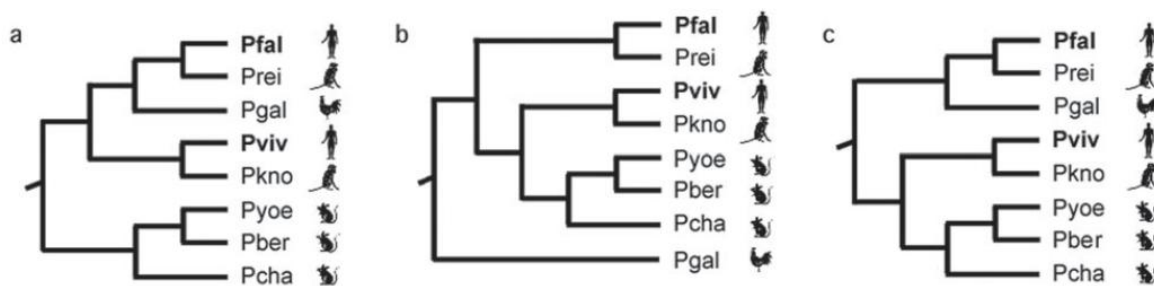 a
Pfal
Prei
Pgal
Pviv
Pkno
Pyoe
Pber
Pcha
b
Pfal
Prei
Pviv
Pkno
Pyoe
Pber
Pcha
Pgal
c
Pfal
Prei
Pgal
Pviv
Pkno
Pyoe
Pber
Pcha